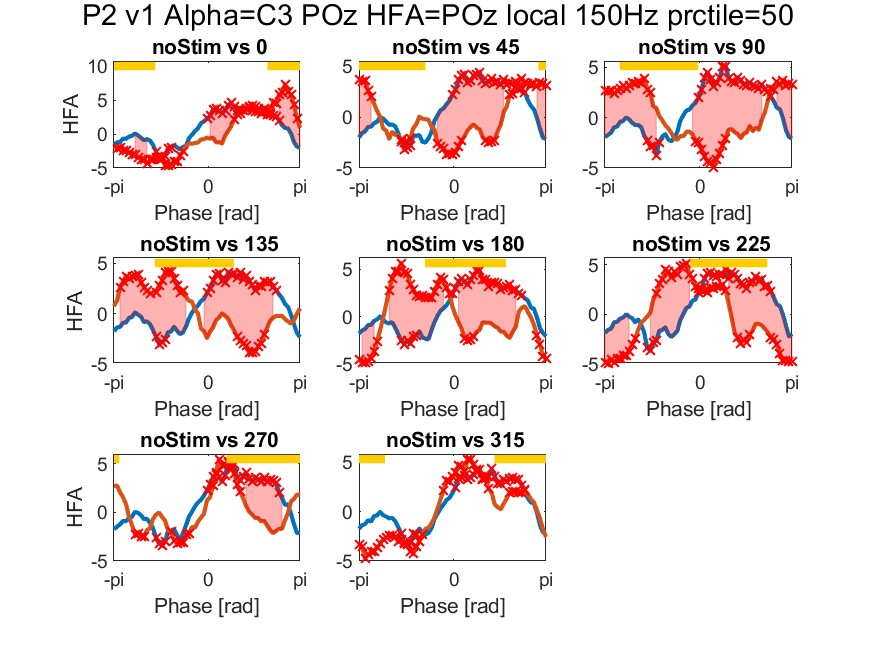 P2 v1 Alpha=C3 POz HFA=POz local 150Hz prctile=50
noStim vs 0
noStim vs 45
noStim vs 90
10
5
0
-5
HFA
-pi
0
pi
Phase [rad]
5
0
-5
-pi
0
pi
Phase [rad]
5
0
-5
-pi
0
pi
Phase [rad]
noStim vs 135
noStim vs 180
noStim vs 225
5
0
-5
HFA
-pi
0
pi
Phase [rad]
5
0
-5
-pi
0
pi
Phase [rad]
5
0
-5
-pi
0
pi
Phase [rad]
noStim vs 270
noStim vs 315
5
0
-5
HFA
-pi
0
pi
Phase [rad]
5
0
-5
-pi
0
pi
Phase [rad]